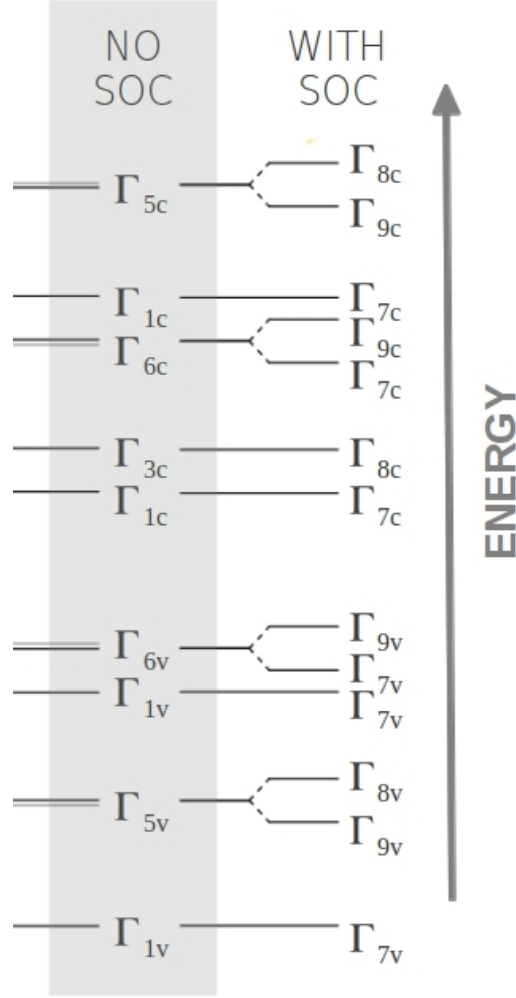 NO
SOC
WITH
SOC
Γ5c
Γ8c
Γ9c
Γ1c
Γ7c
Γ6c
Γ9c
Γ7c
Γ3c
Γ8c
Γ1c
Γ7c
Γ6v
Γ9v
Γ7v
Γ1v
Γ7v
Γ5v
Γ8v
Γ9v
Γ1v
Γ7v
ENERGY